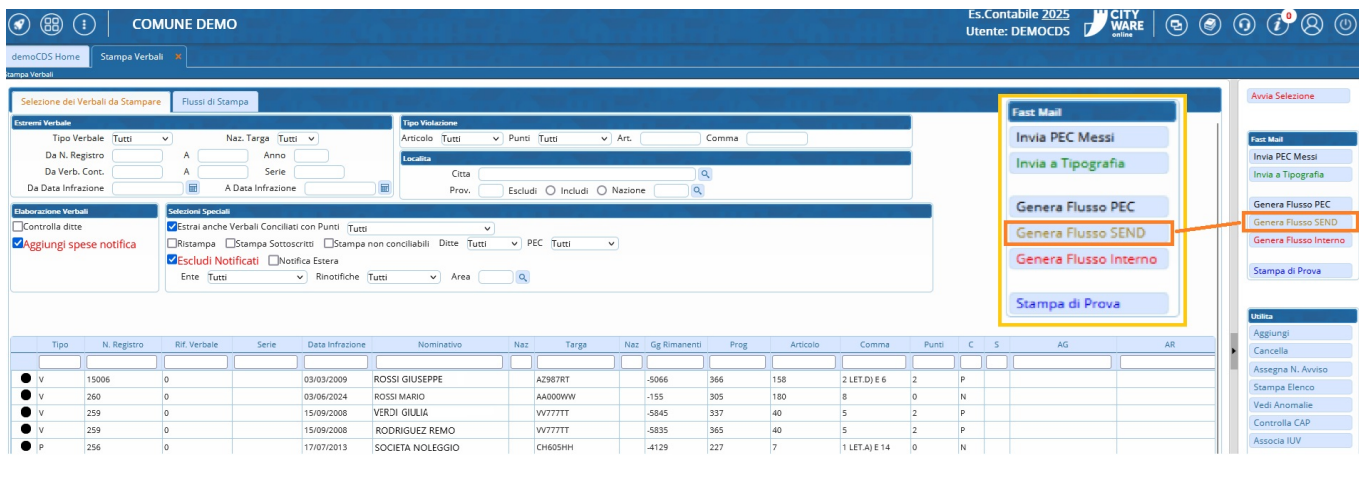 COMUNE DEMO
Es.Contabile 2025
Utente: DEMOCDS
CITY
WARE
online
0
demoCDS Home
Stampa Verbali
Stampa Verbali
Selezione dei Verbali da Stampare
Flussi di Stampa
Estremi Verbale
Tipo Verbale Tutti Naz. Targa Tutti
Da N. Registro A Anno
Da Verb. Cont. A Serie
Da Data Infrazione A Data Infrazione
Tipo Violazione
Articolo Tutti Punti Tutti Art. Comma
Localita
Citta
Prov. Escludi Includi Nazione
Elaborazione Verbali
Controlla ditte
Aggiungi spese notifica
Selezioni Speciali
Estrai anche Verbali Conciliati con Punti Tutti
Ristampa Stampa Sottoscritti Stampa non conciliabili Ditte Tutti PEC Tutti
Escludi Notificati Notifica Estera
Ente Tutti Rinotifiche Tutti Area
Fast Mail
Invia PEC Messi
Invia a Tipografia
Genera Flusso PEC
Genera Flusso SEND
Genera Flusso Interno
Stampa di Prova
Avvia Selezione
Fast Mail
Invia PEC Messi
Invia a Tipografia
Genera Flusso PEC
Genera Flusso SEND
Genera Flusso Interno
Stampa di Prova
Utilita
Aggiungi
Cancella
Assegna N. Avviso
Stampa Elenco
Vedi Anomalie
Controlla CAP
Associa IUV
Tipo N. Registro Rif. Verbale Serie Data Infrazione Nominativo Naz Targa Naz Gg Rimanenti Prog Articolo Comma Punti C S AG AR
V 15006 0 03/03/2009 ROSSI GIUSEPPE AZ987RT -5066 366 158 2 LET.D) E 6 2 P
V 260 0 03/06/2024 ROSSI MARIO AA000WW -155 305 180 8 0 N
V 259 0 15/09/2008 VERDI GIULIA VV777TT -5845 337 40 5 2 P
V 259 0 15/09/2008 RODRIGUEZ REMO VV777TT -5835 365 40 5 2 P
P 256 0 17/07/2013 SOCIETA NOLEGGIO CH605HH -4129 227 7 1 LET.A) E 14 0 N